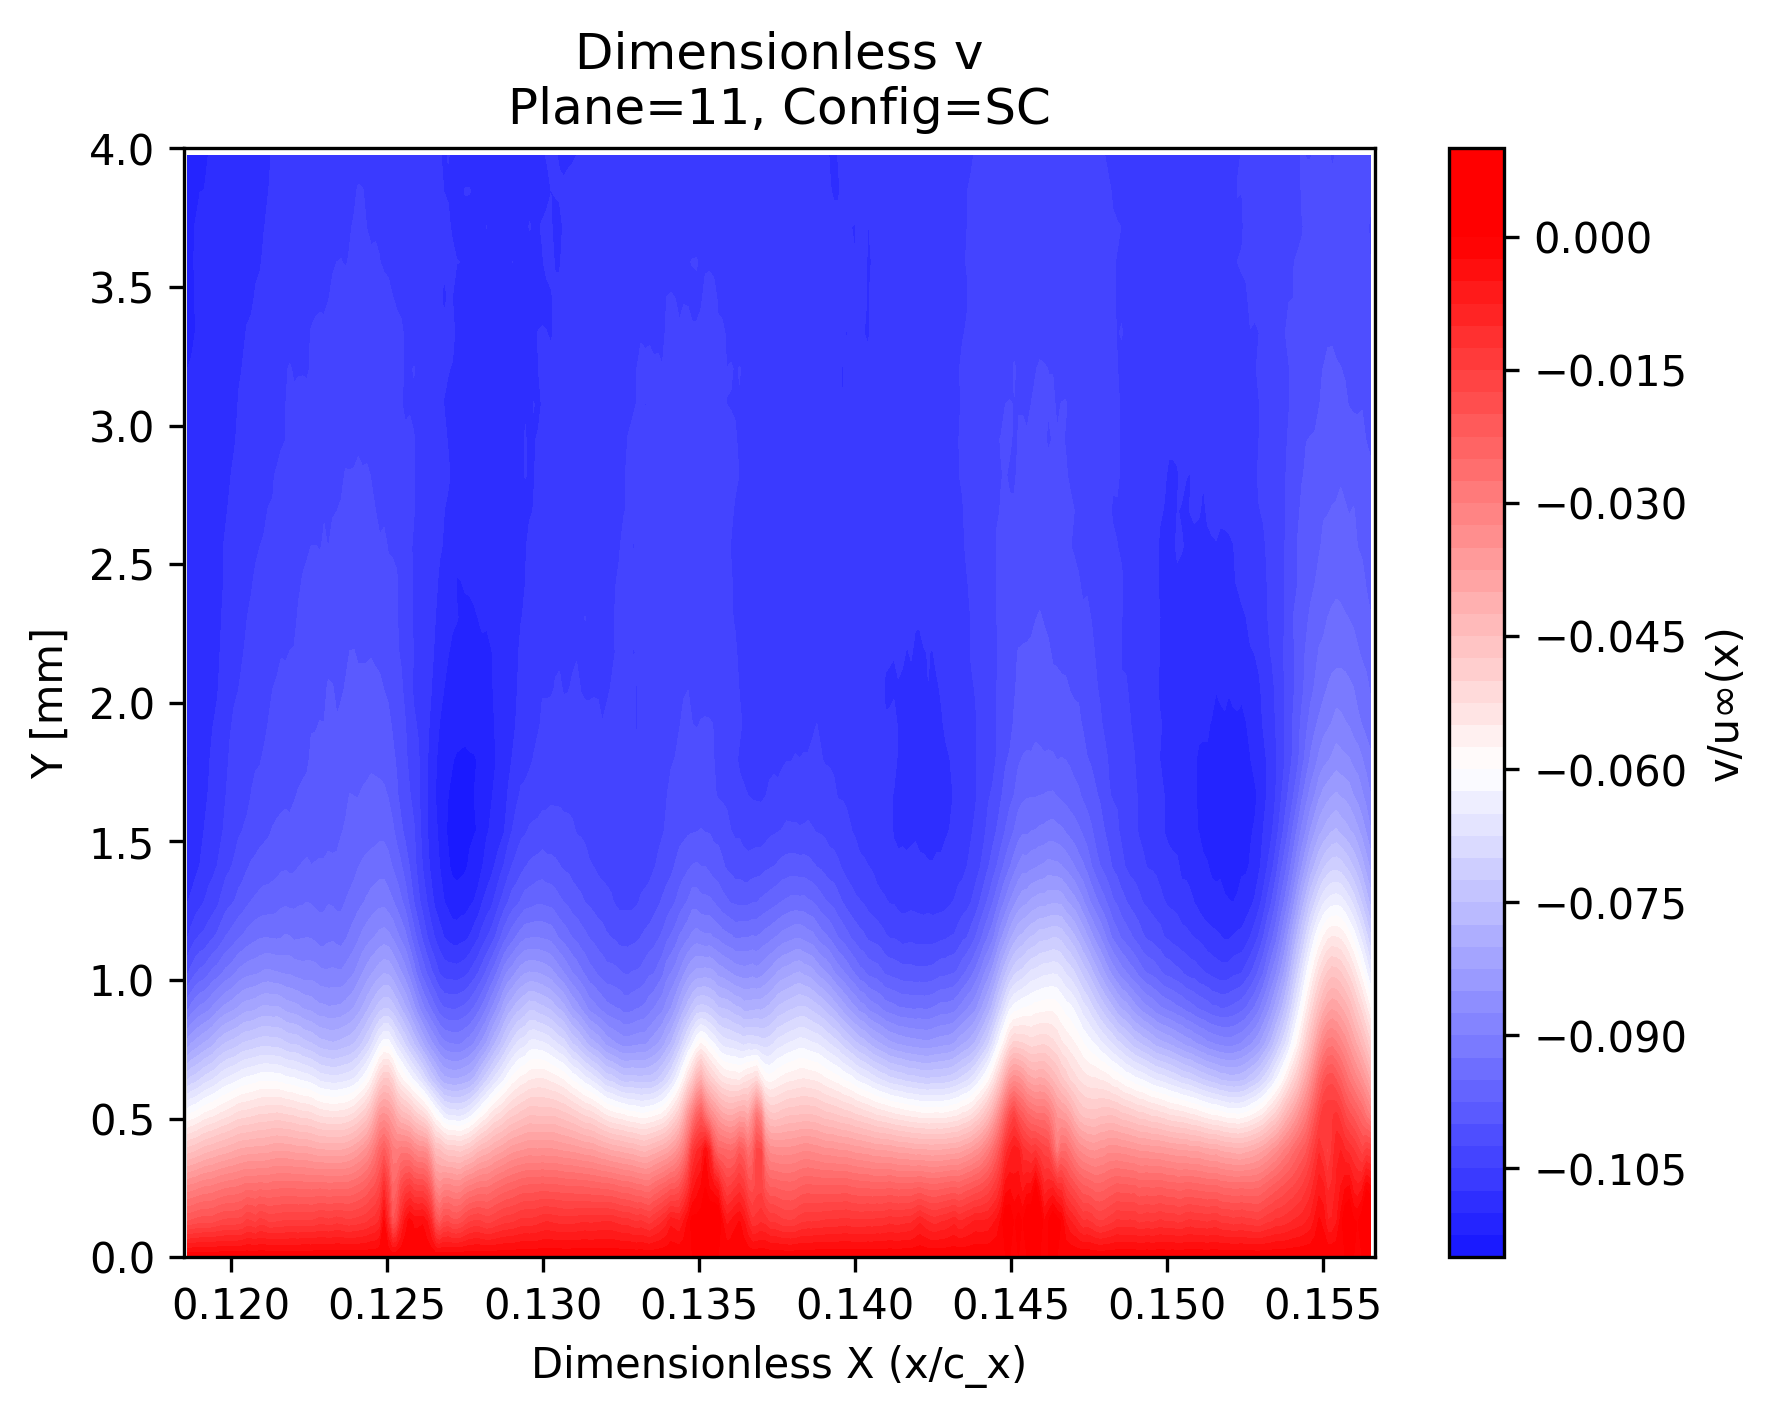 Dimensionless v
Plane=11, Config=SC
4.0
3.5
3.0
2.5
2.0
1.5
1.0
0.5
0.0
Y [mm]
0.120 0.125 0.130 0.135 0.140 0.145 0.150 0.155
Dimensionless X (x/c_x)
0.000
−0.015
−0.030
−0.045
−0.060
−0.075
−0.090
−0.105
v/u∞(x)